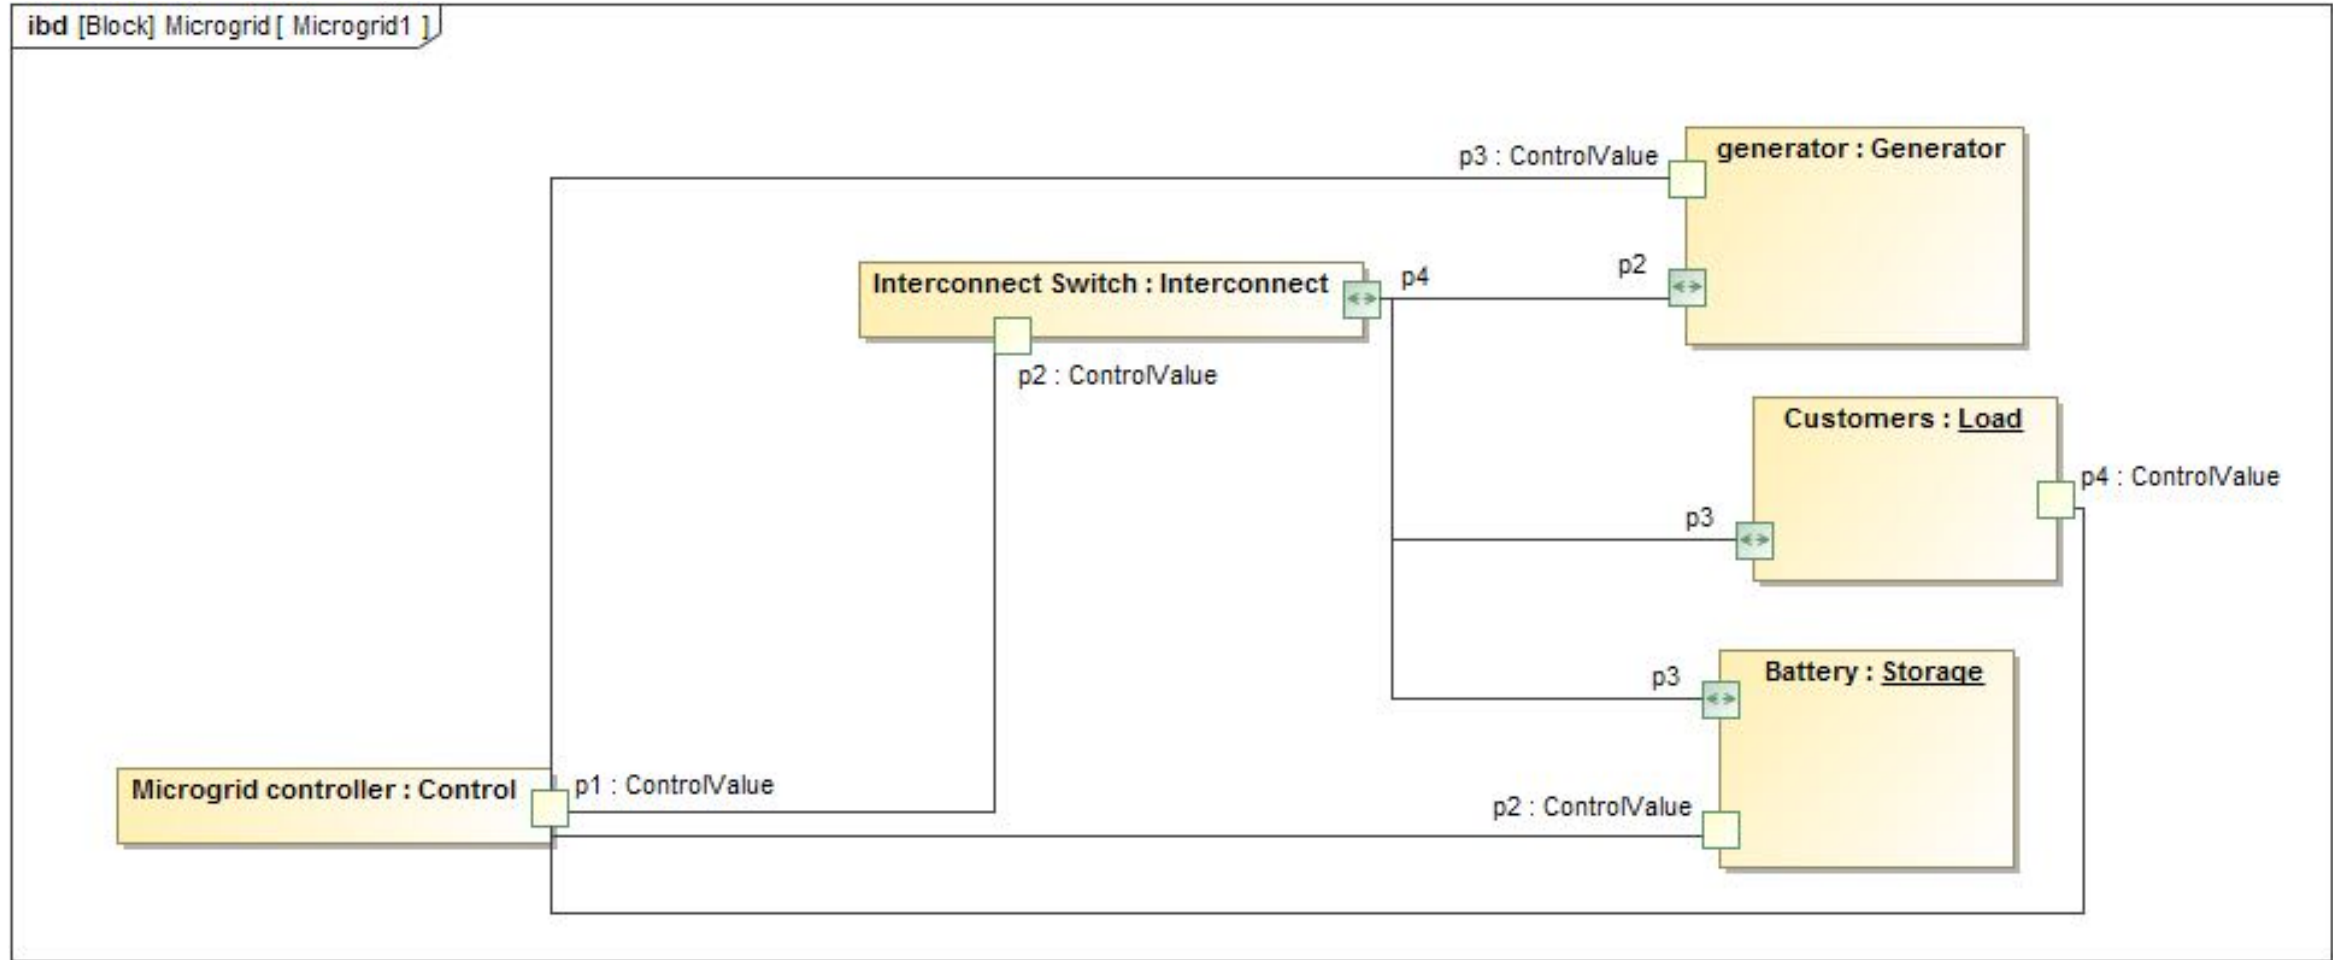 ibd [Block] Microgrid [ Microgrid1 ]
p3 : ControlValue
generator : Generator
p2
Interconnect Switch : Interconnect
p4
p2 : ControlValue
Customers : Load
p4 : ControlValue
p3
p3
Battery : Storage
Microgrid controller : Control
p1 : ControlValue
p2 : ControlValue